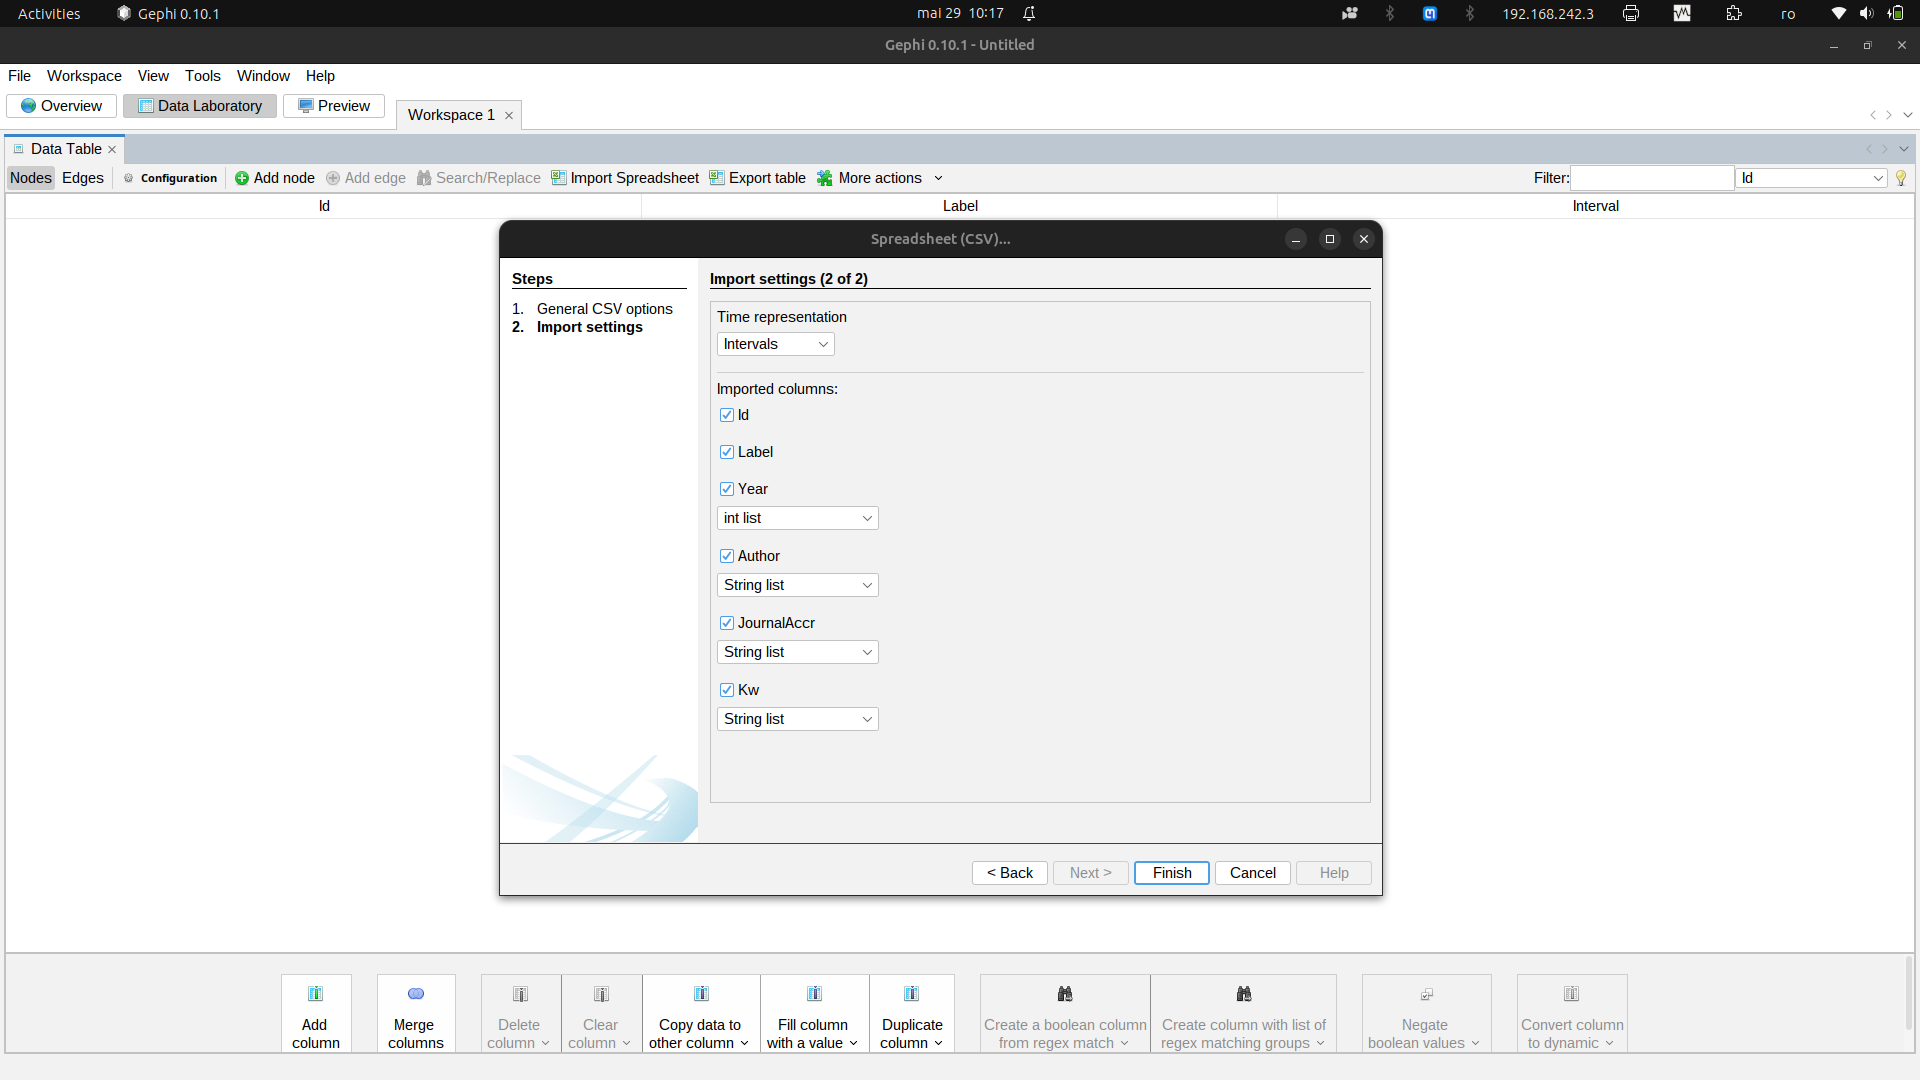 Activities Gephi 0.10.1 mai 29 10:17 192.168.242.3 ro
Gephi 0.10.1 - Untitled
File Workspace View Tools Window Help
Overview Data Laboratory Preview Workspace 1
Data Table
Nodes Edges Configuration Add node Add edge Search/Replace Import Spreadsheet Export table More actions Filter: Id
Id Label Interval
Spreadsheet (CSV)...
Steps
1. General CSV options
2. Import settings
Import settings (2 of 2)
Time representation
Intervals
Imported columns:
Id
Label
Year
int list
Author
String list
JournalAccr
String list
Kw
String list
< Back Next > Finish Cancel Help
Add column
Merge columns
Delete column
Clear column
Copy data to other column
Fill column with a value
Duplicate column
Create a boolean column from regex match
Create column with list of regex matching groups
Negate boolean values
Convert column to dynamic